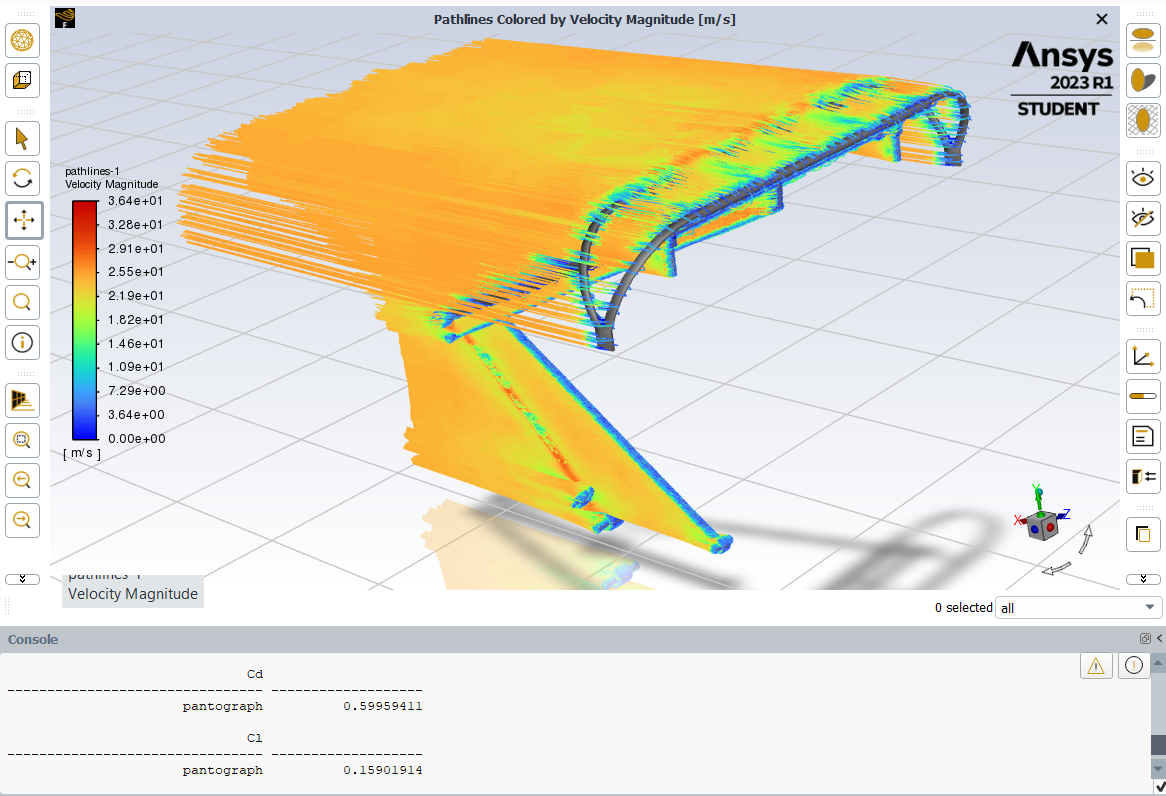 Pathlines Colored by Velocity Magnitude [m/s]
Ansys
2023 R1
STUDENT
pathlines-1
Velocity Magnitude
3.64e+01
3.28e+01
2.91e+01
2.55e+01
2.19e+01
1.82e+01
1.46e+01
1.09e+01
7.29e+00
3.64e+00
0.00e+00
[ m/s ]
Y
X
Z
pathlines-1
Velocity Magnitude
0 selected
all
Console
Cd
-------------------------------- -------------------
pantograph 0.59959411
Cl
-------------------------------- -------------------
pantograph 0.15901914